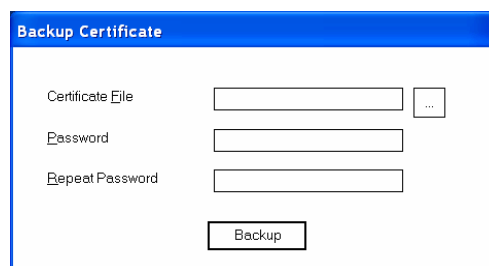 Backup Certificate
Certificate File
...
Password
Repeat Password
Backup